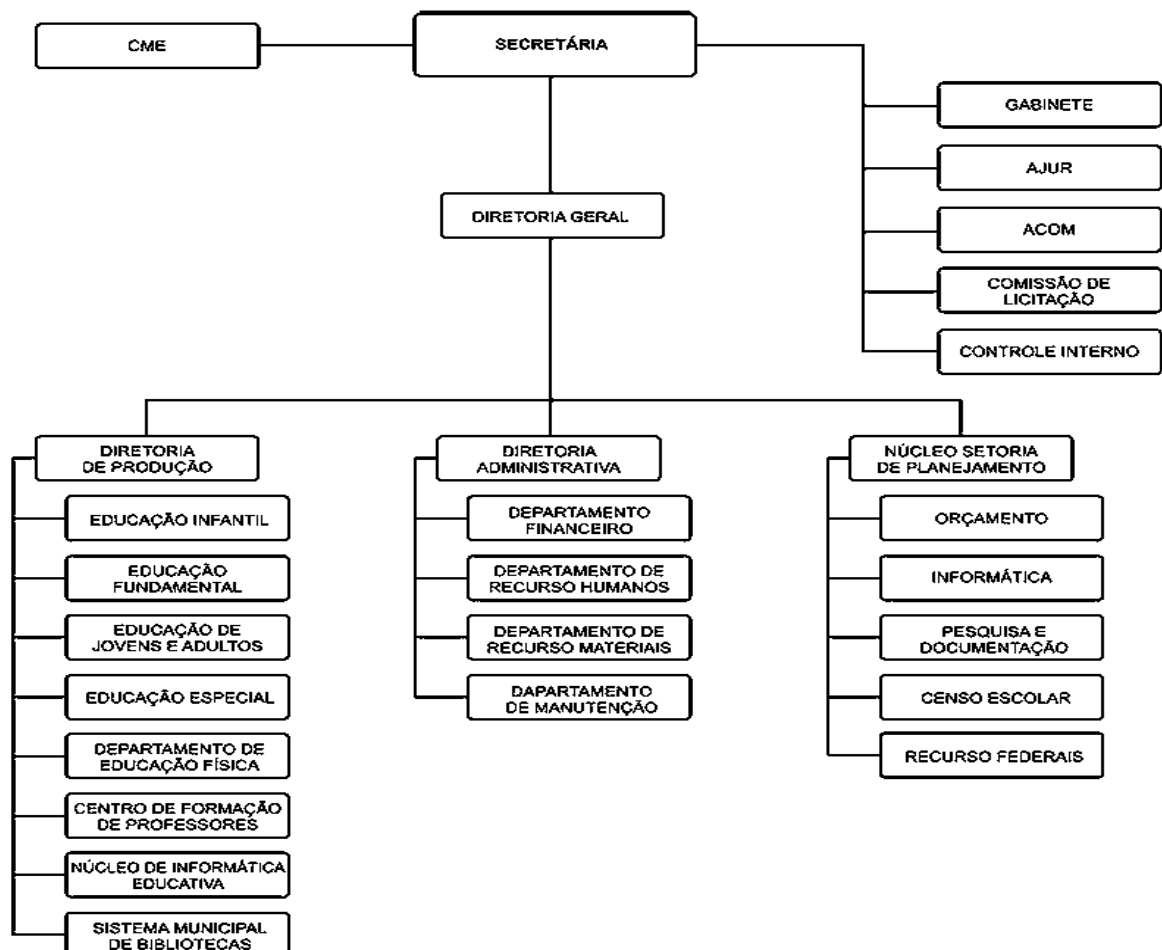 CME
SECRETÁRIA
GABINETE
AJUR
ACOM
COMISSÃO DE
LICITAÇÃO
CONTROLE INTERNO
DIRETORIA GERAL
DIRETORIA
DE PRODUÇÃO
EDUCAÇÃO INFANTIL
EDUCAÇÃO
FUNDAMENTAL
EDUCAÇÃO DE
JOVENS E ADULTOS
EDUCAÇÃO ESPECIAL
DEPARTAMENTO DE
EDUCAÇÃO FÍSICA
CENTRO DE FORMAÇÃO
DE PROFESSORES
NÚCLEO DE INFORMÁTICA
EDUCATIVA
SISTEMA MUNICIPAL
DE BIBLIOTECAS
DIRETORIA
ADMINISTRATIVA
DEPARTAMENTO
FINANCEIRO
DEPARTAMENTO DE
RECURSO HUMANOS
DEPARTAMENTO DE
RECURSO MATERIAIS
DAPARTAMENTO
DE MANUTENÇÃO
NÚCLEO SETORIA
DE PLANEJAMENTO
ORÇAMENTO
INFORMÁTICA
PESQUISA E
DOCUMENTAÇÃO
CENSO ESCOLAR
RECURSO FEDERAIS